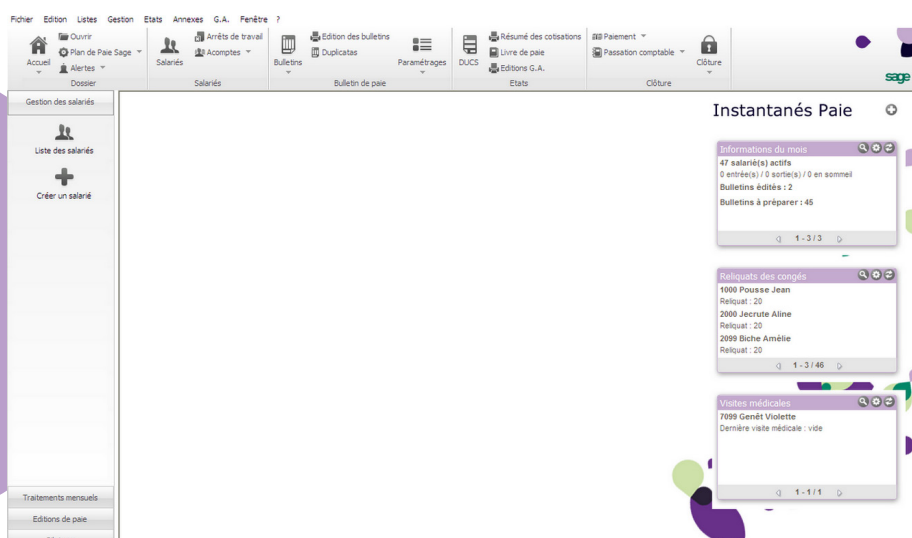 Fichier Edition Listes Gestion Etats Annexes G.A. Fenêtre ?
Ouvrir
Plan de Paie Sage
Alertes
Accueil
Dossier
Salariés
Arrêts de travail
Acomptes
Salariés
Bulletins
Edition des bulletins
Duplicatas
Paramétrages
Bulletin de paie
DUCS
Résumé des cotisations
Livre de paie
Editions G.A.
Etats
Paiement
Passation comptable
Clôture
Clôture
sage
Gestion des salariés
Liste des salariés
Créer un salarié
Traitements mensuels
Editions de paie
Instantanés Paie
Informations du mois
47 salarié(s) actifs
0 entrée(s) / 0 sortie(s) / 0 en sommeil
Bulletins édités : 2
Bulletins à préparer : 45
1 - 3 / 3
Reliquats des congés
1000 Pousse Jean
Reliquat : 20
2000 Jecrute Aline
Reliquat : 20
2099 Biche Amélie
Reliquat : 20
1 - 3 / 46
Visites médicales
7099 Genêt Violette
Dernière visite médicale : vide
1 - 1 / 1